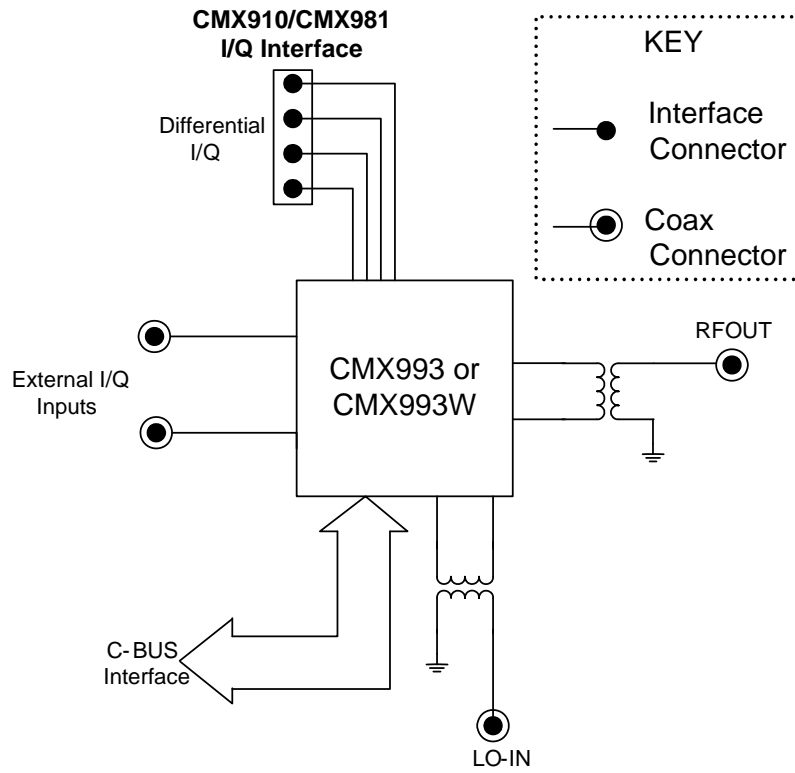 CMX910/CMX981
I/Q Interface
Differential
I/Q
KEY
Interface
Connector
Coax
Connector
RFOUT
External I/Q
Inputs
CMX993 or
CMX993W
C-BUS
Interface
LO-IN